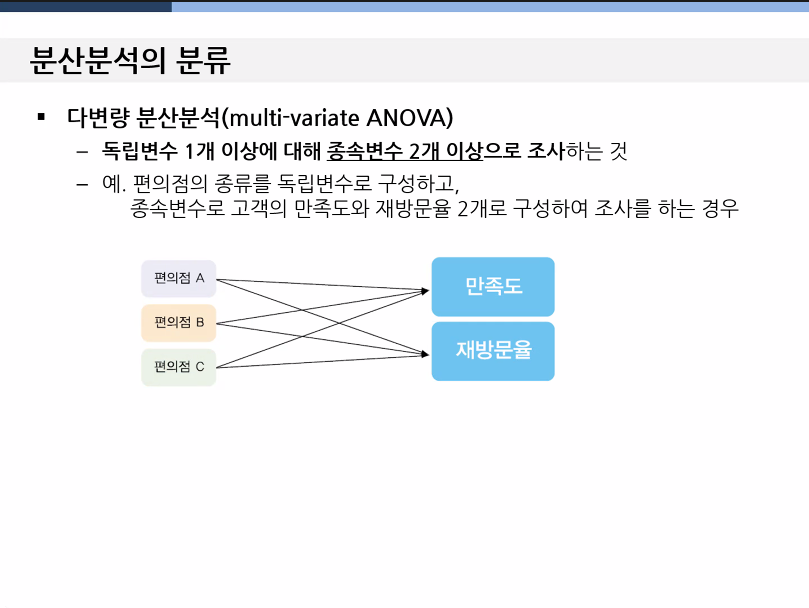 분산분석의 분류
▪ 다변량 분산분석(multi-variate ANOVA)
– 독립변수 1개 이상에 대해 종속변수 2개 이상으로 조사하는 것
– 예. 편의점의 종류를 독립변수로 구성하고,
종속변수로 고객의 만족도와 재방문율 2개로 구성하여 조사를 하는 경우
편의점 A
편의점 B
편의점 C
만족도
재방문율